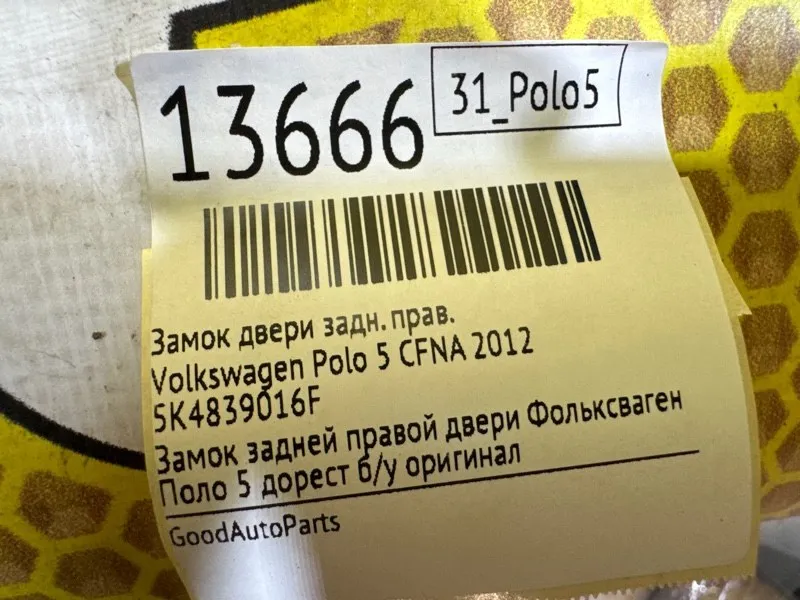 13666
31_Polo5
Замок двери задн. прав.
Volkswagen Polo 5 CFNA 2012
5K4839016F
Замок задней правой двери Фольксваген
Поло 5 дорест б/у оригинал
GoodAutoParts